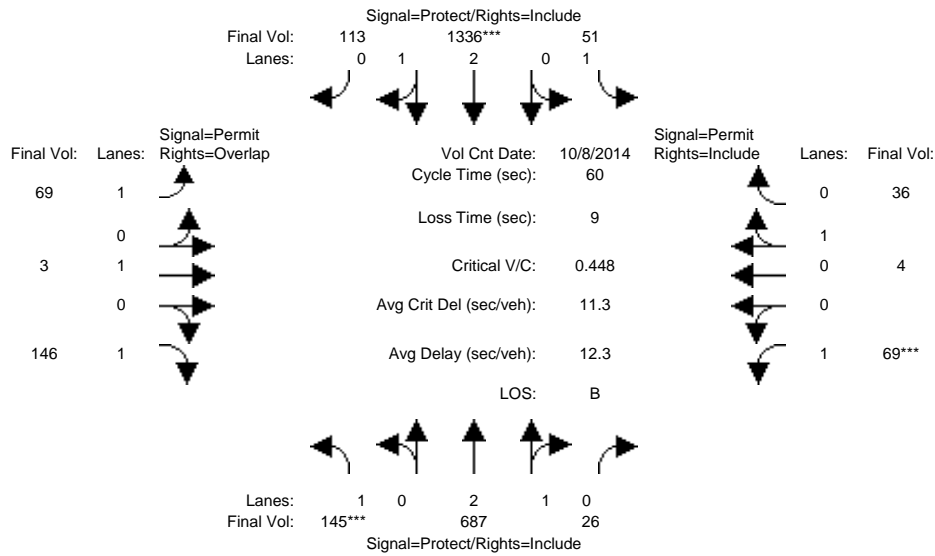 Signal=Protect/Rights=Include
Final Vol: 113 1336*** 51
Lanes: 0 1 2 0 1
Signal=Permit Signal=Permit
Final Vol: Lanes: Rights=Overlap Vol Cnt Date: 10/8/2014 Rights=Include Lanes: Final Vol:
Cycle Time (sec): 60
69 1 0 36
Loss Time (sec): 9
0 1
3 1 Critical V/C: 0.448 0 4
0 Avg Crit Del (sec/veh): 11.3 0
146 1 Avg Delay (sec/veh): 12.3 1 69***
LOS: B
Lanes: 1 0 2 1 0
Final Vol: 145*** 687 26
Signal=Protect/Rights=Include